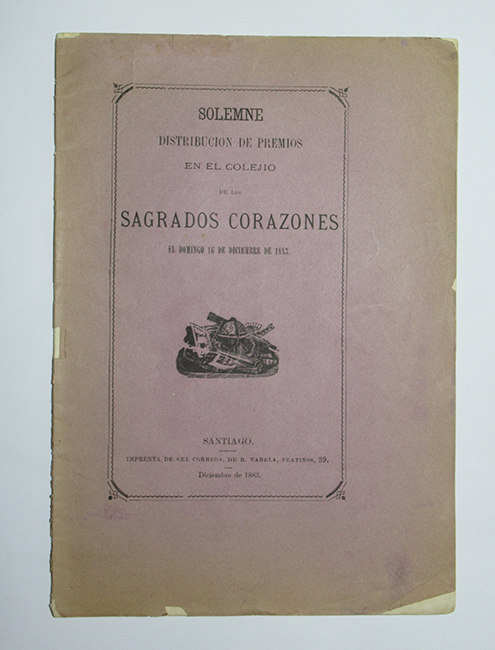 SOLEMNE
DISTRIBUCION DE PREMIOS
EN EL COLEJIO
DE LOS
SAGRADOS CORAZONES
EL DOMINGO 16 DE DICIEMBRE DE 1883.
SANTIAGO.
IMPRENTA DE «EL CORREO», DE R. VARELA, TEATINOS, 39.
Diciembre de 1883.